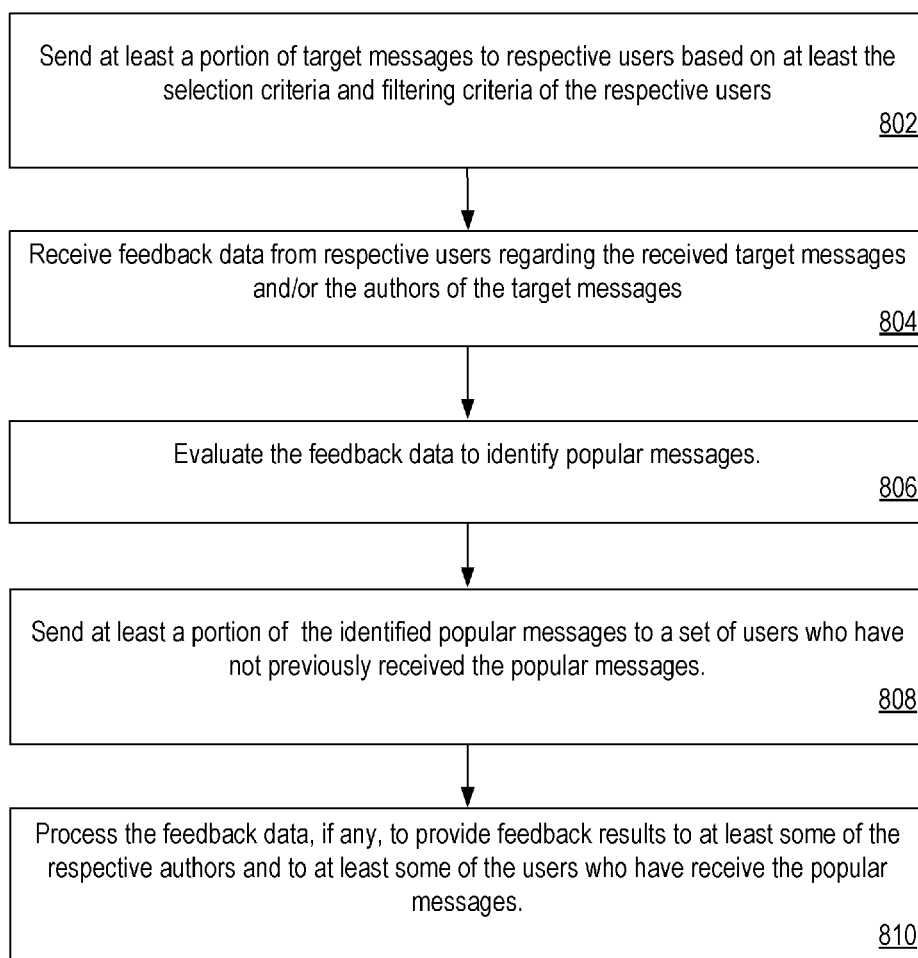 Send at least a portion of target messages to respective users based on at least the
selection criteria and filtering criteria of the respective users
802
Receive feedback data from respective users regarding the received target messages
and/or the authors of the target messages
804
Evaluate the feedback data to identify popular messages.
806
Send at least a portion of the identified popular messages to a set of users who have
not previously received the popular messages.
808
Process the feedback data, if any, to provide feedback results to at least some of the
respective authors and to at least some of the users who have receive the popular
messages.
810